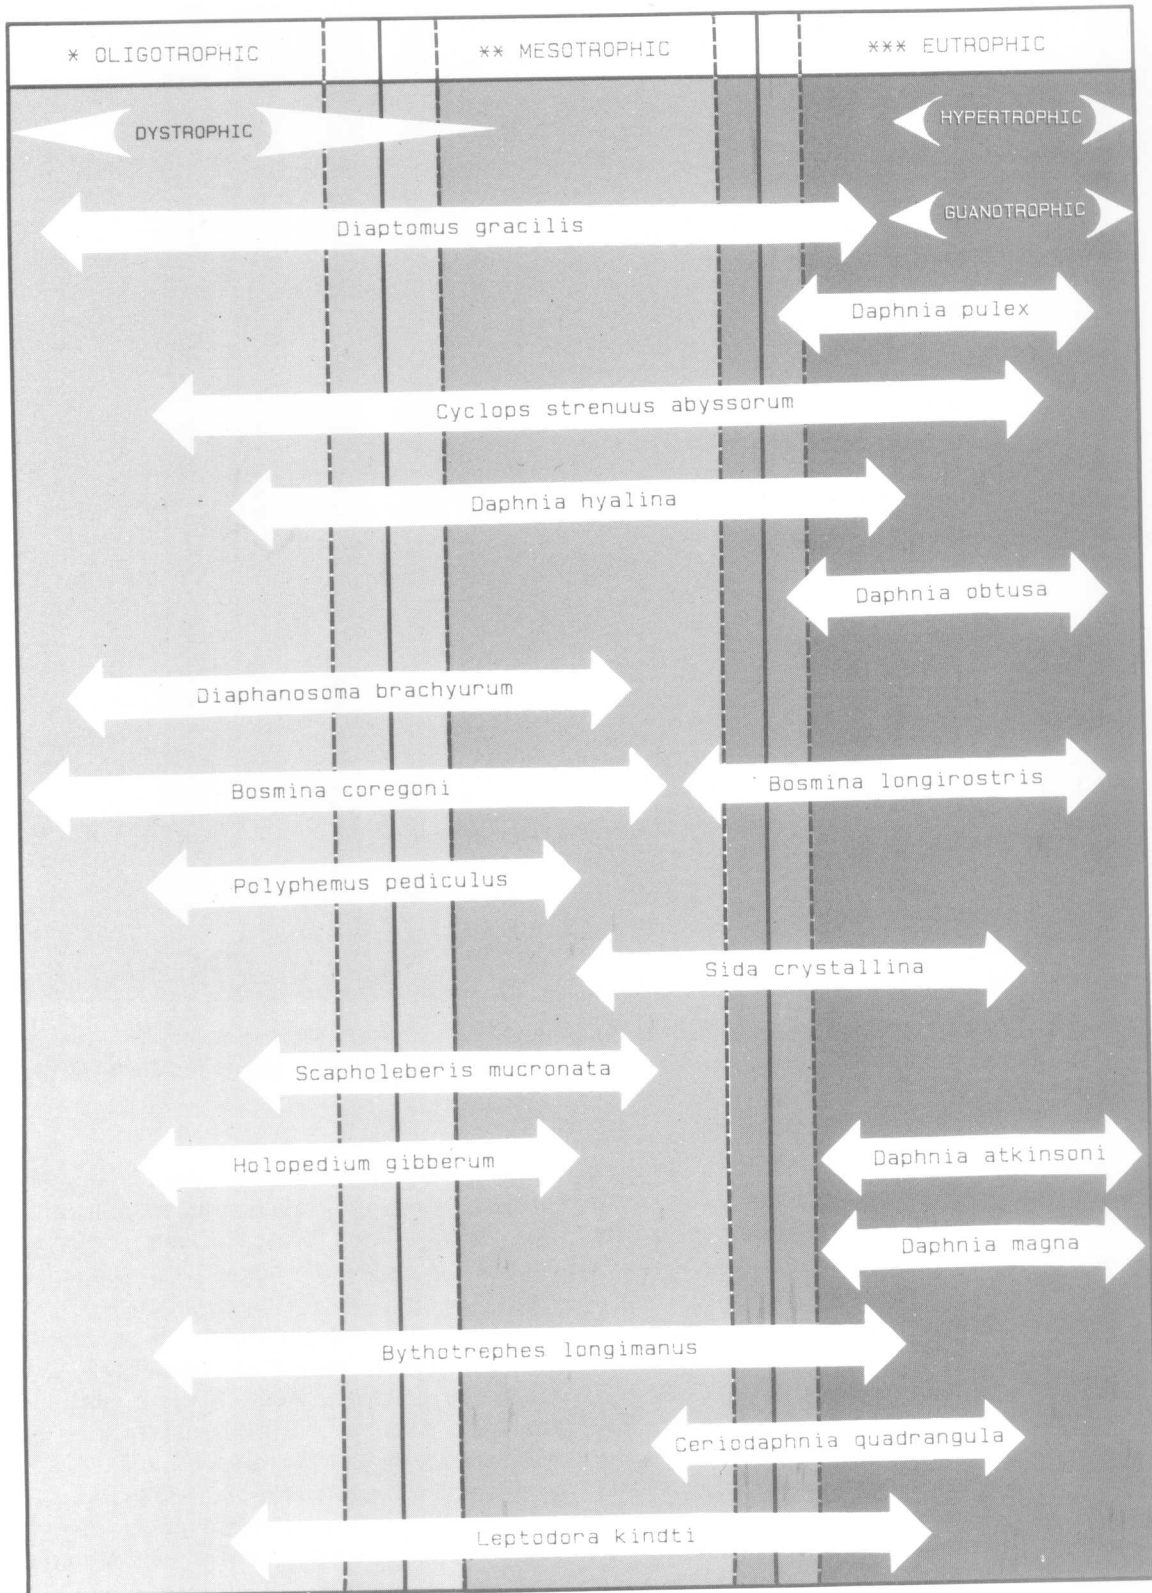 * OLIGOTROPHIC ** MESOTROPHIC *** EUTROPHIC
DYSTROPHIC HYPERTROPHIC
Diaptomus gracilis GUANOTROPHIC
Daphnia pulex
Cyclops strenuus abyssorum
Daphnia hyalina
Daphnia obtusa
Diaphanosoma brachyurum
Bosmina coregoni Bosmina longirostris
Polyphemus pediculus
Sida crystallina
Scapholeberis mucronata
Holopedium gibberum Daphnia atkinsoni
Daphnia magna
Bythotrephes longimanus
Ceriodaphnia quadrangula
Leptodora kindti